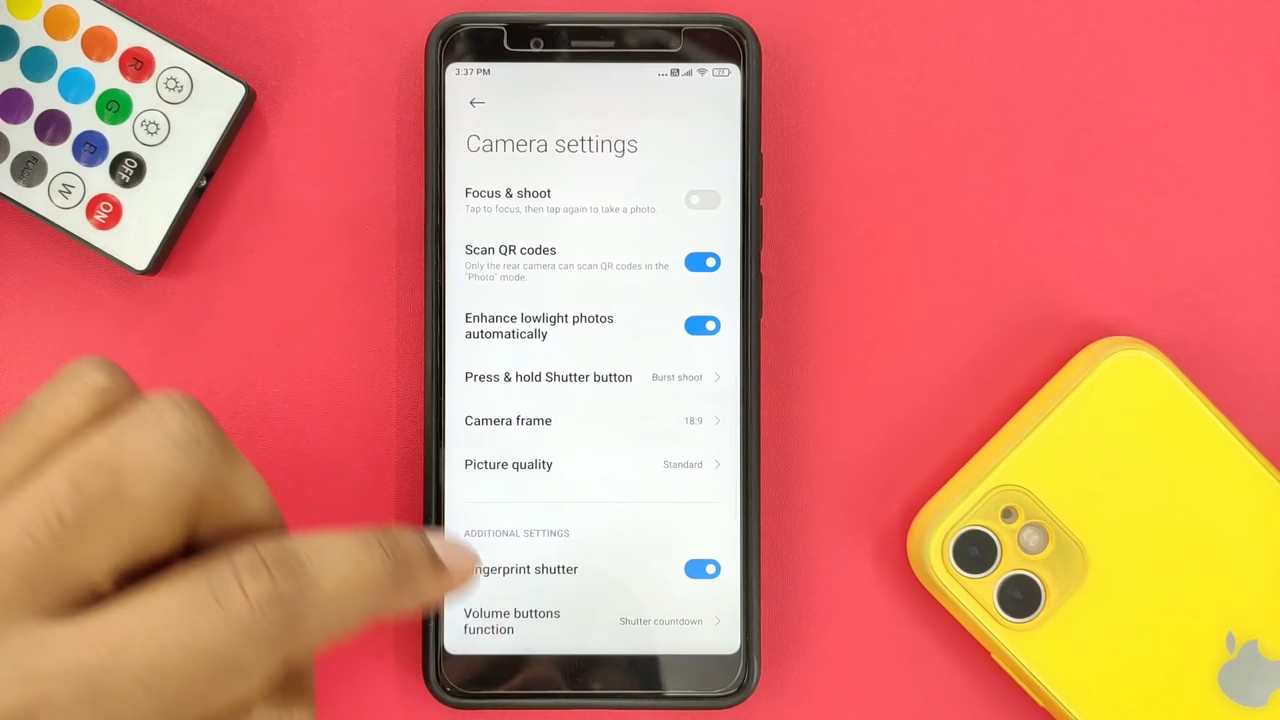 R
G
B
OFF
FLASH
W
ON
3:37 PM
77
Camera settings
Focus & shoot
Tap to focus, then tap again to take a photo.
Scan QR codes
Only the rear camera can scan QR codes in the
"Photo" mode.
Enhance lowlight photos
automatically
Press & hold Shutter button Burst shoot
Camera frame 18:9
Picture quality Standard
ADDITIONAL SETTINGS
ngerprint shutter
Volume buttons
function
Shutter countdown